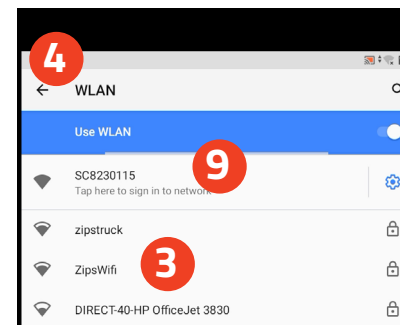 4
WLAN
Use WLAN
9
SC8230115
Tap here to sign in to network
zipstruck
3
ZipsWifi
DIRECT-40-HP OfficeJet 3830